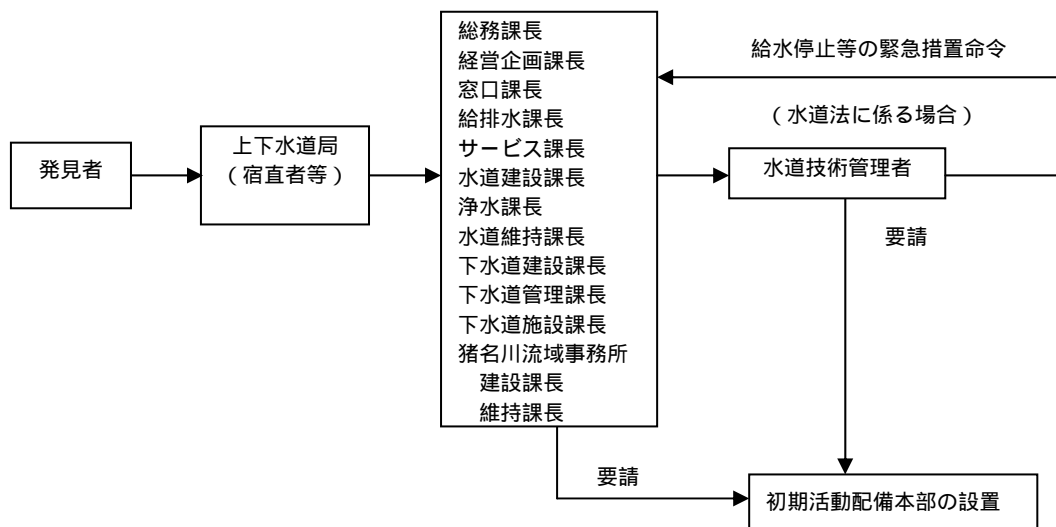 発見者
上下水道局
（宿直者等）
総務課長
経営企画課長
窓口課長
給排水課長
サービス課長
水道建設課長
浄水課長
水道維持課長
下水道建設課長
下水道管理課長
下水道施設課長
猪名川流域事務所
建設課長
維持課長
給水停止等の緊急措置命令
（水道法に係る場合）
水道技術管理者
要請
要請
初期活動配備本部の設置